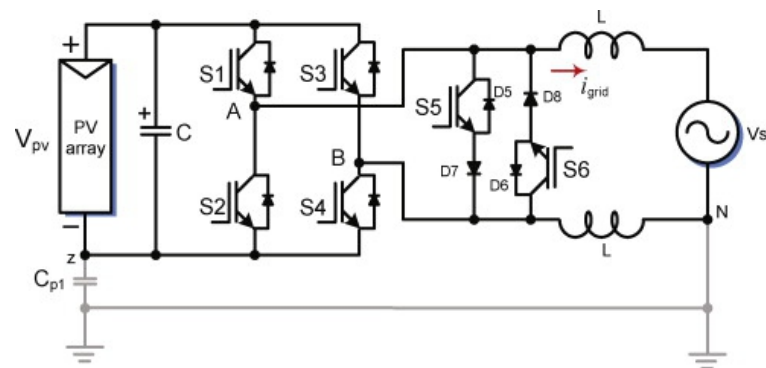 L
+
S1
S3
D5
D8
i_grid
A
S5
+
V_pv
PV
array
C
Vs
B
D7
D6
S6
S2
S4
−
N
z
L
C_p1